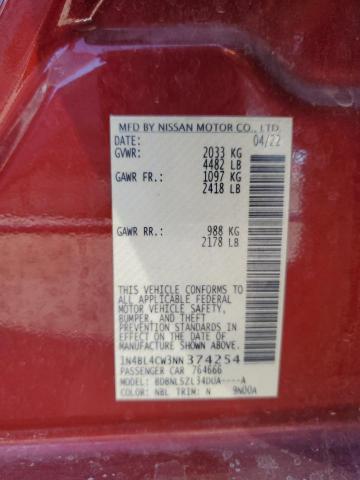 MFD BY NISSAN MOTOR CO., LTD.
DATE: 04/22
GVWR: 2033 KG
4482 LB
GAWR FR.: 1097 KG
2418 LB
GAWR RR.: 988 KG
2178 LB
THIS VEHICLE CONFORMS TO
ALL APPLICABLE FEDERAL
MOTOR VEHICLE SAFETY,
BUMPER, AND THEFT
PREVENTION STANDARDS
IN EFFECT ON THE DATE OF
MANUFACTURE SHOWN ABOVE.
1N4BL4CW3NN374254
PASSENGER CAR 764666
MODEL: BDBNLSZL34DUA----A
COLOR: NBL TRIM: N 9N00A